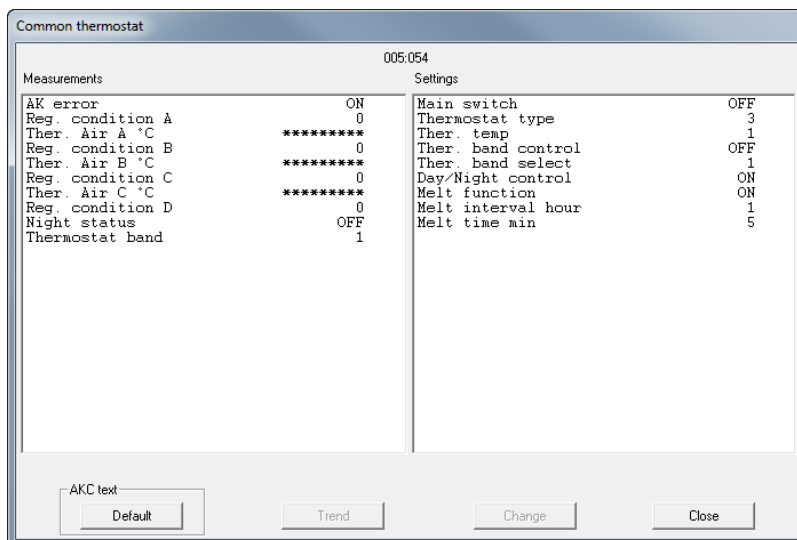 Common thermostat
005:054
Measurements
Settings
AK error ON
Reg. condition A 0
Ther. Air A °C *********
Reg. condition B 0
Ther. Air B °C *********
Reg. condition C 0
Ther. Air C °C *********
Reg. condition D 0
Night status OFF
Thermostat band 1
Main switch OFF
Thermostat type 3
Ther. temp 1
Ther. band control OFF
Ther. band select 1
Day/Night control ON
Melt function ON
Melt interval hour 1
Melt time min 5
AKC text
Default
Trend
Change
Close